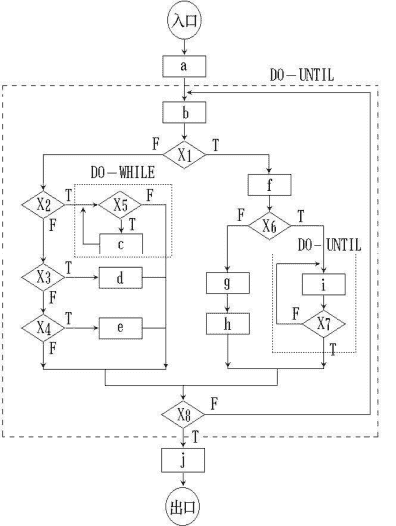 入口
a
DO－UNTIL
b
F X1 T
DO－WHILE
f
X2 T X5 F
F T
c
F X6 T
DO－UNTIL
X3 T d
F
g i
X4 T e
F
h F X7
T
X8 F
T
j
出口